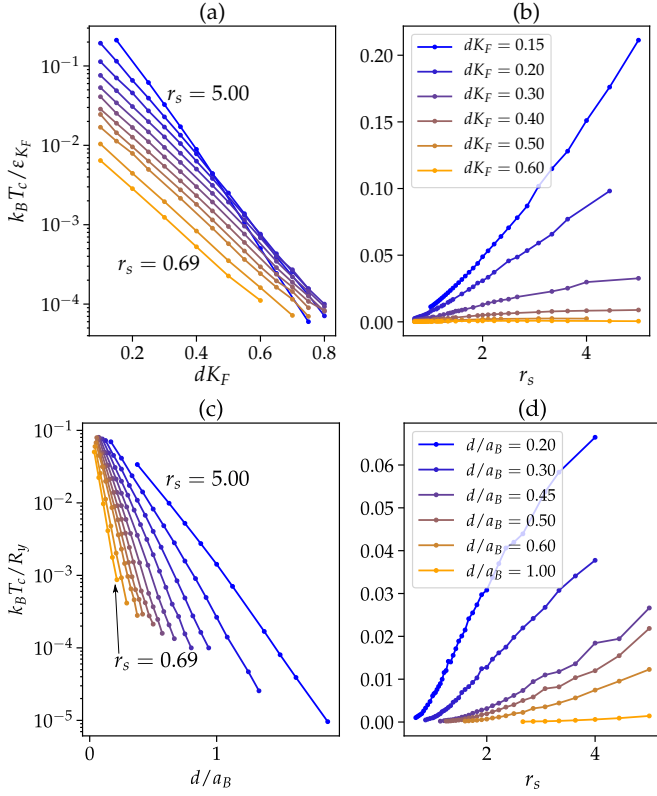 (a)
k_B T_c / ε_{K_F}
10^{−1}
10^{−2}
10^{−3}
10^{−4}
r_s = 5.00
r_s = 0.69
0.2 0.4 0.6 0.8
dK_F
(b)
0.20
0.15
0.10
0.05
0.00
dK_F = 0.15
dK_F = 0.20
dK_F = 0.30
dK_F = 0.40
dK_F = 0.50
dK_F = 0.60
2 4
r_s
(c)
k_B T_c / R_y
10^{−1}
10^{−2}
10^{−3}
10^{−4}
10^{−5}
r_s = 5.00
r_s = 0.69
0 1
d/a_B
(d)
0.06
0.05
0.04
0.03
0.02
0.01
0.00
d/a_B = 0.20
d/a_B = 0.30
d/a_B = 0.45
d/a_B = 0.50
d/a_B = 0.60
d/a_B = 1.00
2 4
r_s